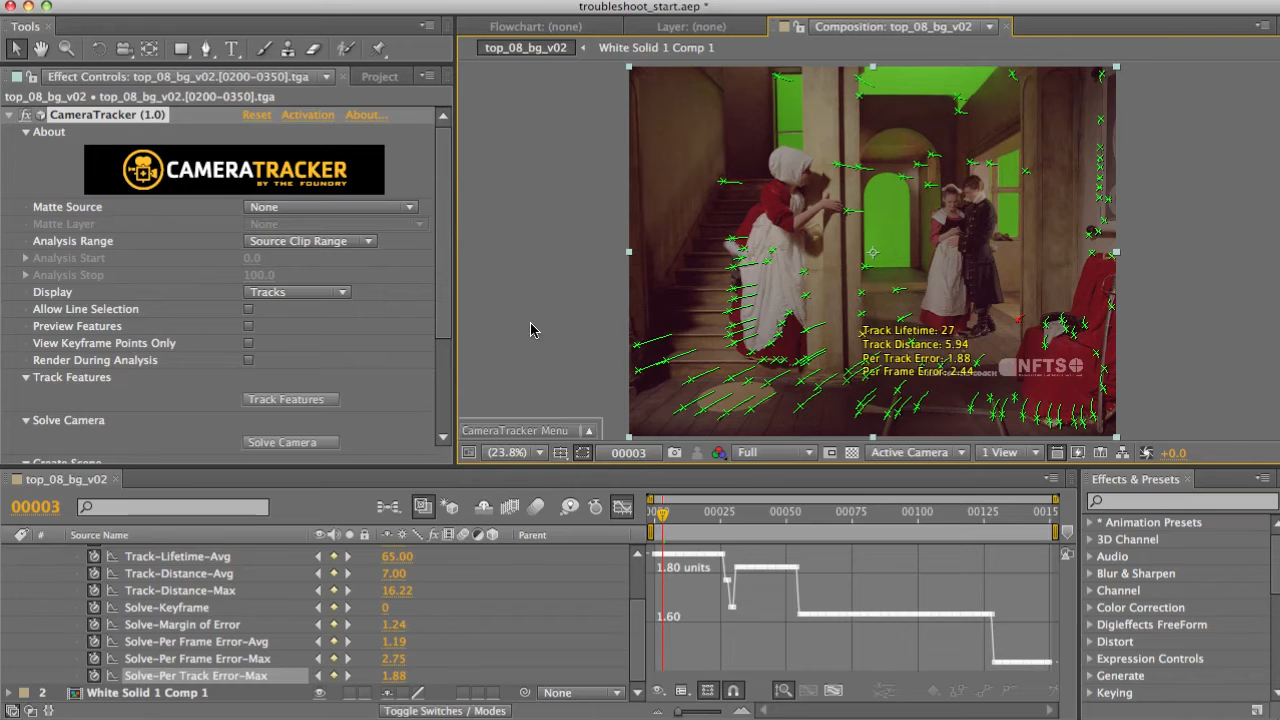 troubleshoot_start.aep *
Tools
Flowchart: (none)
Layer: (none)
Composition: top_08_bg_v02
top_08_bg_v02
White Solid 1 Comp 1
Effect Controls: top_08_bg_v02.[0200-0350].tga
Project
top_08_bg_v02 • top_08_bg_v02.[0200-0350].tga
fx
CameraTracker (1.0)
Reset
Activation
About...
About
CAMERATRACKER
BY THE FOUNDRY
Matte Source
None
Matte Layer
None
Analysis Range
Source Clip Range
Analysis Start
0.0
Analysis Stop
100.0
Display
Tracks
Allow Line Selection
Preview Features
View Keyframe Points Only
Render During Analysis
Track Features
Track Features
Solve Camera
Solve Camera
Create Scene
Track Lifetime: 27
Track Distance: 5.94
Per Track Error: 1.88
Per Frame Error: 2.44
NFTS
CameraTracker Menu
(23.8%)
00003
Full
Active Camera
1 View
+0.0
top_08_bg_v02
00003
#
Source Name
Parent
Track-Lifetime-Avg
65.00
Track-Distance-Avg
7.00
Track-Distance-Max
16.22
Solve-Keyframe
0
Solve-Margin of Error
1.24
Solve-Per Frame Error-Avg
1.19
Solve-Per Frame Error-Max
2.75
Solve-Per Track Error-Max
1.88
2
White Solid 1 Comp 1
None
Toggle Switches / Modes
00025
00050
00075
00100
00125
0015
1.80 units
1.60
Effects & Presets
* Animation Presets
3D Channel
Audio
Blur & Sharpen
Channel
Color Correction
Digieffects FreeForm
Distort
Expression Controls
Generate
Keying